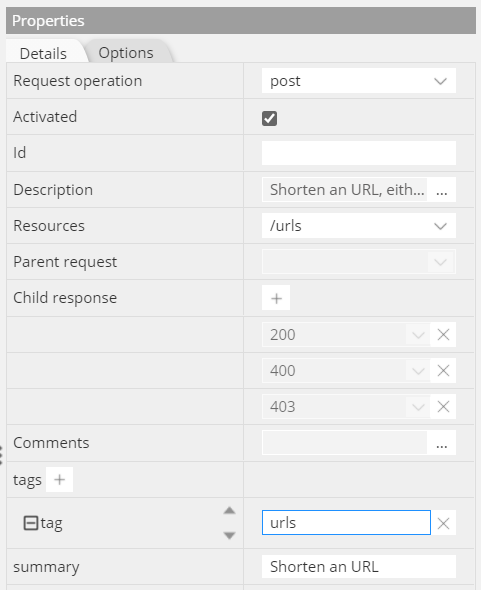 Properties
Details Options
Request operation post
Activated
Id
Description Shorten an URL, eith... ...
Resources /urls
Parent request
Child response +
200
400
403
Comments ...
tags +
tag urls
summary Shorten an URL